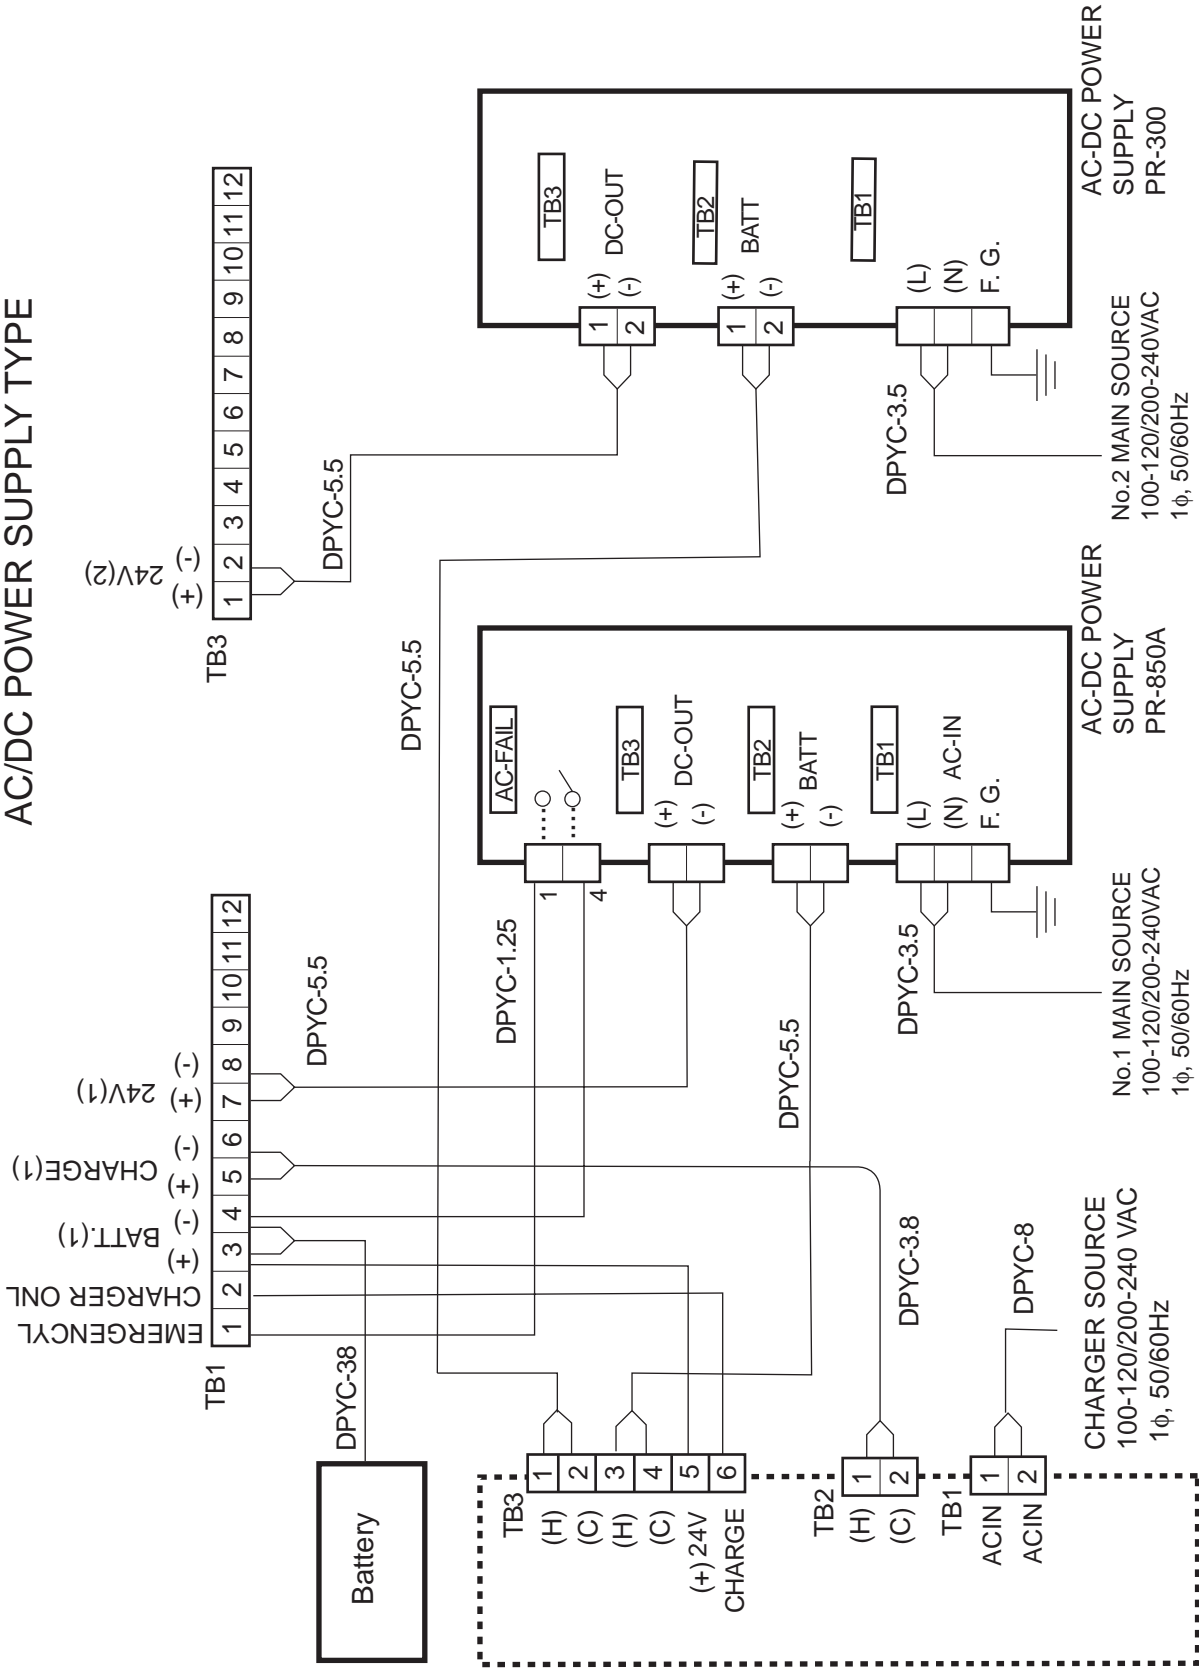 AC/DC POWER SUPPLY TYPE
TB1
1 2 3 4 5 6 7 8 9 10 11 12
EMERGENCYL
CHARGER ONL
BATT.(1)
(+) (-)
CHARGE(1)
(+) (-)
24V(1)
(+) (-)
TB3
1 2 3 4 5 6 7 8 9 10 11 12
24V(2)
(+) (-)
DPYC-38
DPYC-5.5
DPYC-5.5
DPYC-5.5
Battery
DPYC-1.25
DPYC-5.5
DPYC-3.5
DPYC-3.5
DPYC-3.8
DPYC-8
TB3
1 (H)
2 (C)
3 (H)
4 (C)
5 (+) 24V
6 CHARGE
TB2
1 (H)
2 (C)
TB1
1 ACIN
2 ACIN
CHARGER SOURCE
100-120/200-240 VAC
1ϕ, 50/60Hz
AC-FAIL
1
4
TB3
(+) DC-OUT
(-)
TB2
(+) BATT
(-)
TB1
(L)
(N) AC-IN
F. G.
AC-DC POWER
SUPPLY
PR-850A
No.1 MAIN SOURCE
100-120/200-240VAC
1ϕ, 50/60Hz
TB3
1 (+) DC-OUT
2 (-)
TB2
1 (+) BATT
2 (-)
TB1
(L)
(N)
F. G.
AC-DC POWER
SUPPLY
PR-300
No.2 MAIN SOURCE
100-120/200-240VAC
1ϕ, 50/60Hz